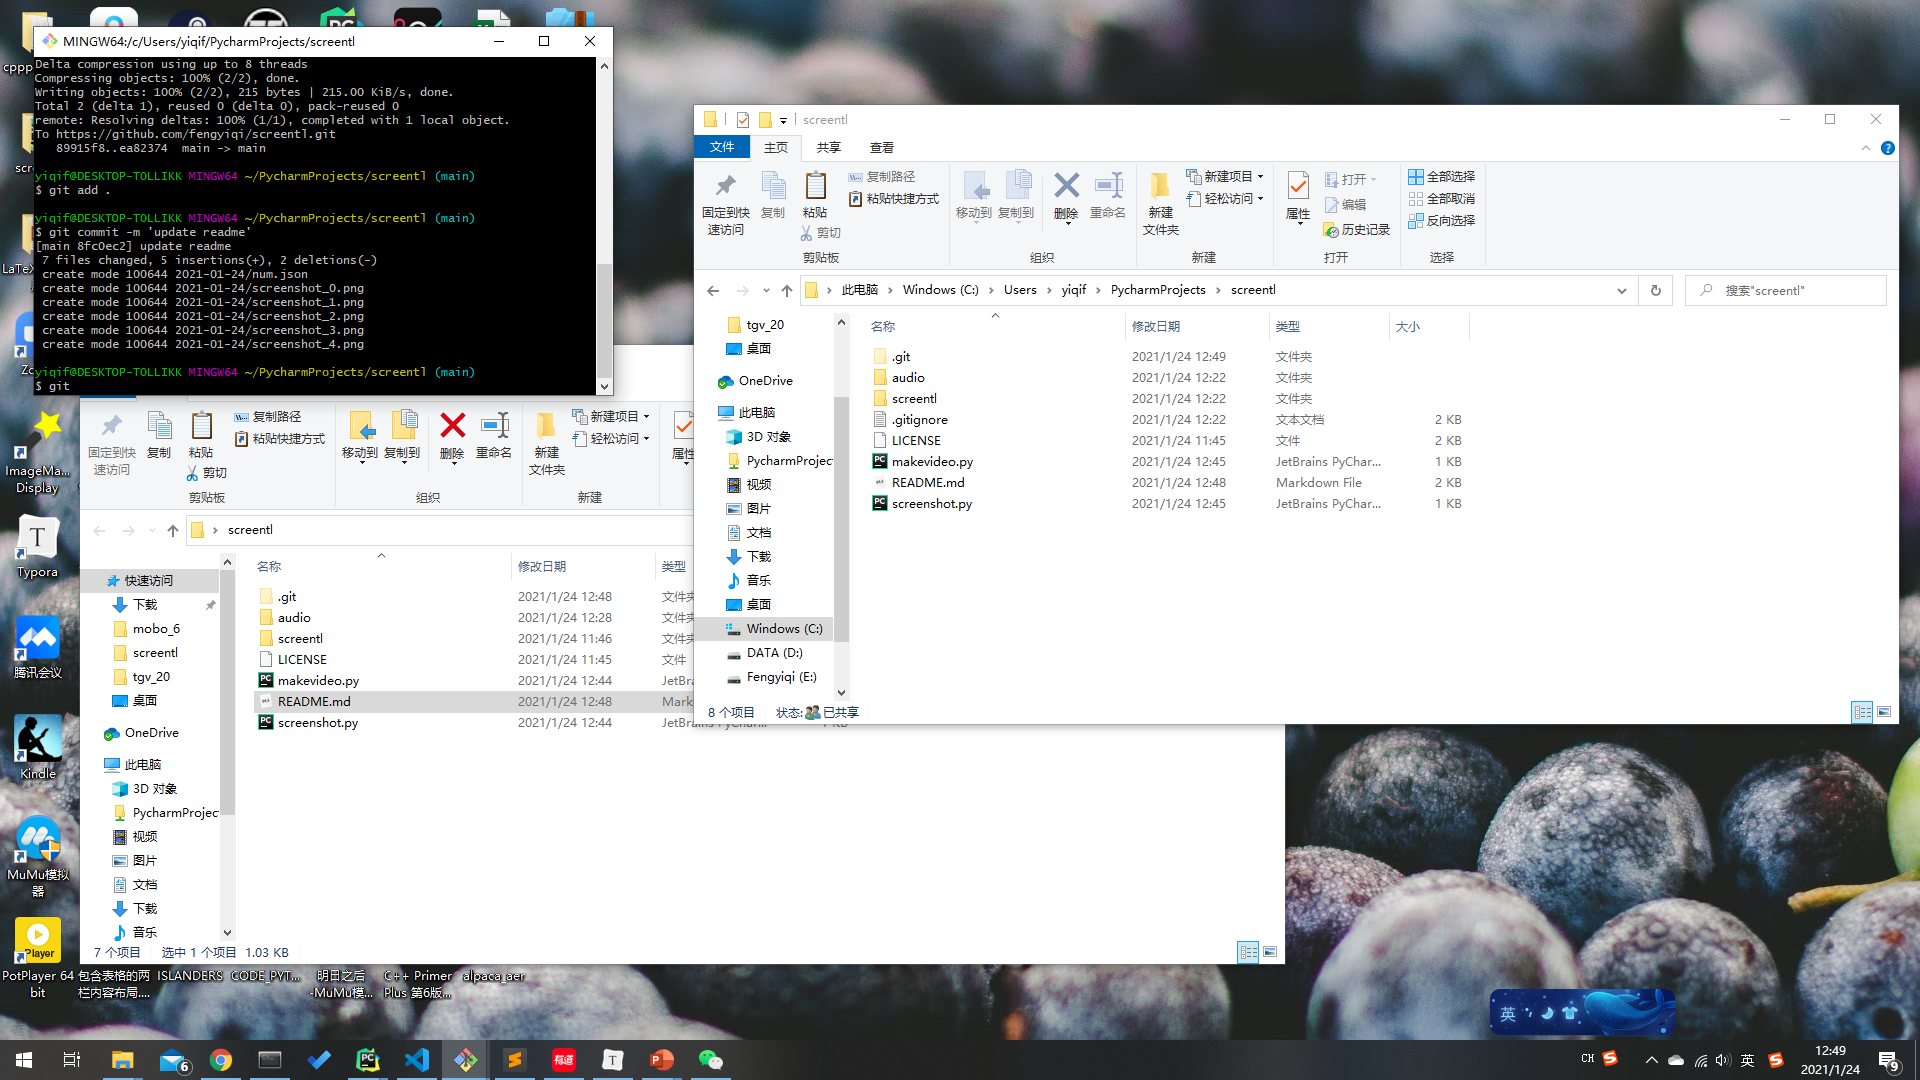 MINGW64:/c/Users/yiqif/PycharmProjects/screentl
Delta compression using up to 8 threads
Compressing objects: 100% (2/2), done.
Writing objects: 100% (2/2), 215 bytes | 215.00 KiB/s, done.
Total 2 (delta 1), reused 0 (delta 0), pack-reused 0
remote: Resolving deltas: 100% (1/1), completed with 1 local object.
To https://github.com/fengyiqi/screentl.git
89915f8..ea82374  main -> main
yiqif@DESKTOP-TOLLIKK MINGW64 ~/PycharmProjects/screentl (main)
$ git add .
yiqif@DESKTOP-TOLLIKK MINGW64 ~/PycharmProjects/screentl (main)
$ git commit -m 'update readme'
[main 8fc0ec2] update readme
7 files changed, 5 insertions(+), 2 deletions(-)
create mode 100644 2021-01-24/num.json
create mode 100644 2021-01-24/screenshot_0.png
create mode 100644 2021-01-24/screenshot_1.png
create mode 100644 2021-01-24/screenshot_2.png
create mode 100644 2021-01-24/screenshot_3.png
create mode 100644 2021-01-24/screenshot_4.png
yiqif@DESKTOP-TOLLIKK MINGW64 ~/PycharmProjects/screentl (main)
$ git
screentl
文件 主页 共享 查看
固定到快速访问
复制
粘贴
复制路径
粘贴快捷方式
剪切
移动到
复制到
删除
重命名
新建文件夹
新建项目
轻松访问
属性
打开
编辑
历史记录
全部选择
全部取消
反向选择
剪贴板 组织 新建 打开 选择
此电脑 > Windows (C:) > Users > yiqif > PycharmProjects > screentl
搜索"screentl"
tgv_20
桌面
OneDrive
此电脑
3D 对象
PycharmProjec
视频
图片
文档
下载
音乐
桌面
Windows (C:)
DATA (D:)
Fengyiqi (E:)
名称 修改日期 类型 大小
.git 2021/1/24 12:49 文件夹
audio 2021/1/24 12:22 文件夹
screentl 2021/1/24 12:22 文件夹
.gitignore 2021/1/24 12:22 文本文档 2 KB
LICENSE 2021/1/24 11:45 文件 2 KB
makevideo.py 2021/1/24 12:45 JetBrains PyChar... 1 KB
README.md 2021/1/24 12:48 Markdown File 2 KB
screenshot.py 2021/1/24 12:45 JetBrains PyChar... 1 KB
8 个项目 状态: 已共享
固定到快速访问
复制
粘贴
复制路径
粘贴快捷方式
剪切
移动到
复制到
删除
重命名
新建文件夹
新建项目
轻松访问
属性
剪贴板 组织 新建
> screentl
快速访问
下载
mobo_6
screentl
tgv_20
桌面
OneDrive
此电脑
3D 对象
PycharmProjec
视频
图片
文档
下载
音乐
名称 修改日期 类型
.git 2021/1/24 12:48 文件夹
audio 2021/1/24 12:28 文件夹
screentl 2021/1/24 11:46 文件夹
LICENSE 2021/1/24 11:45 文件
makevideo.py 2021/1/24 12:44 JetBra
README.md 2021/1/24 12:48 Mark
screenshot.py 2021/1/24 12:44
7 个项目 选中 1 个项目 1.03 KB
cppp
scr
LaTeX
Zo
ImageMa...
Display
T
Typora
腾讯会议
Kindle
MuMu模拟器
Player
PotPlayer 64 bit
包含表格的两栏内容布局....
ISLANDERS
CODE_PYT...
明日之后-MuMu模...
C++ Primer Plus 第6版...
alpaca_aer
英
6
有道
T
CH
英
12:49
2021/1/24
9